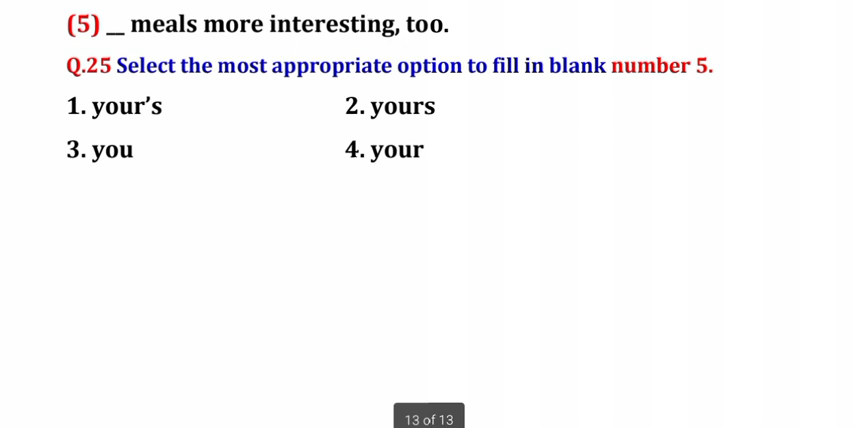 (5) __ meals more interesting, too.
Q.25 Select the most appropriate option to fill in blank number 5.
1. your's 2. yours
3. you 4. your
13 of 13